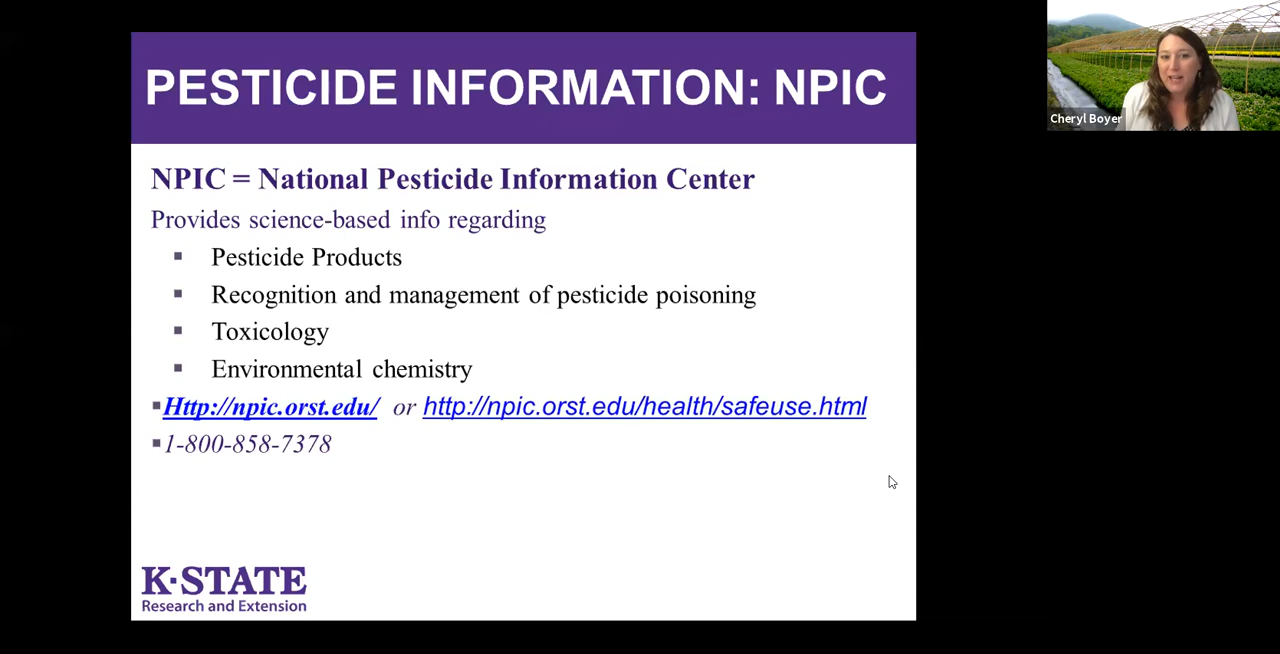 PESTICIDE INFORMATION: NPIC
Cheryl Boyer
NPIC = National Pesticide Information Center
Provides science-based info regarding
▪ Pesticide Products
▪ Recognition and management of pesticide poisoning
▪ Toxicology
▪ Environmental chemistry
▪Http://npic.orst.edu/ or http://npic.orst.edu/health/safeuse.html
▪1-800-858-7378
K·STATE
Research and Extension